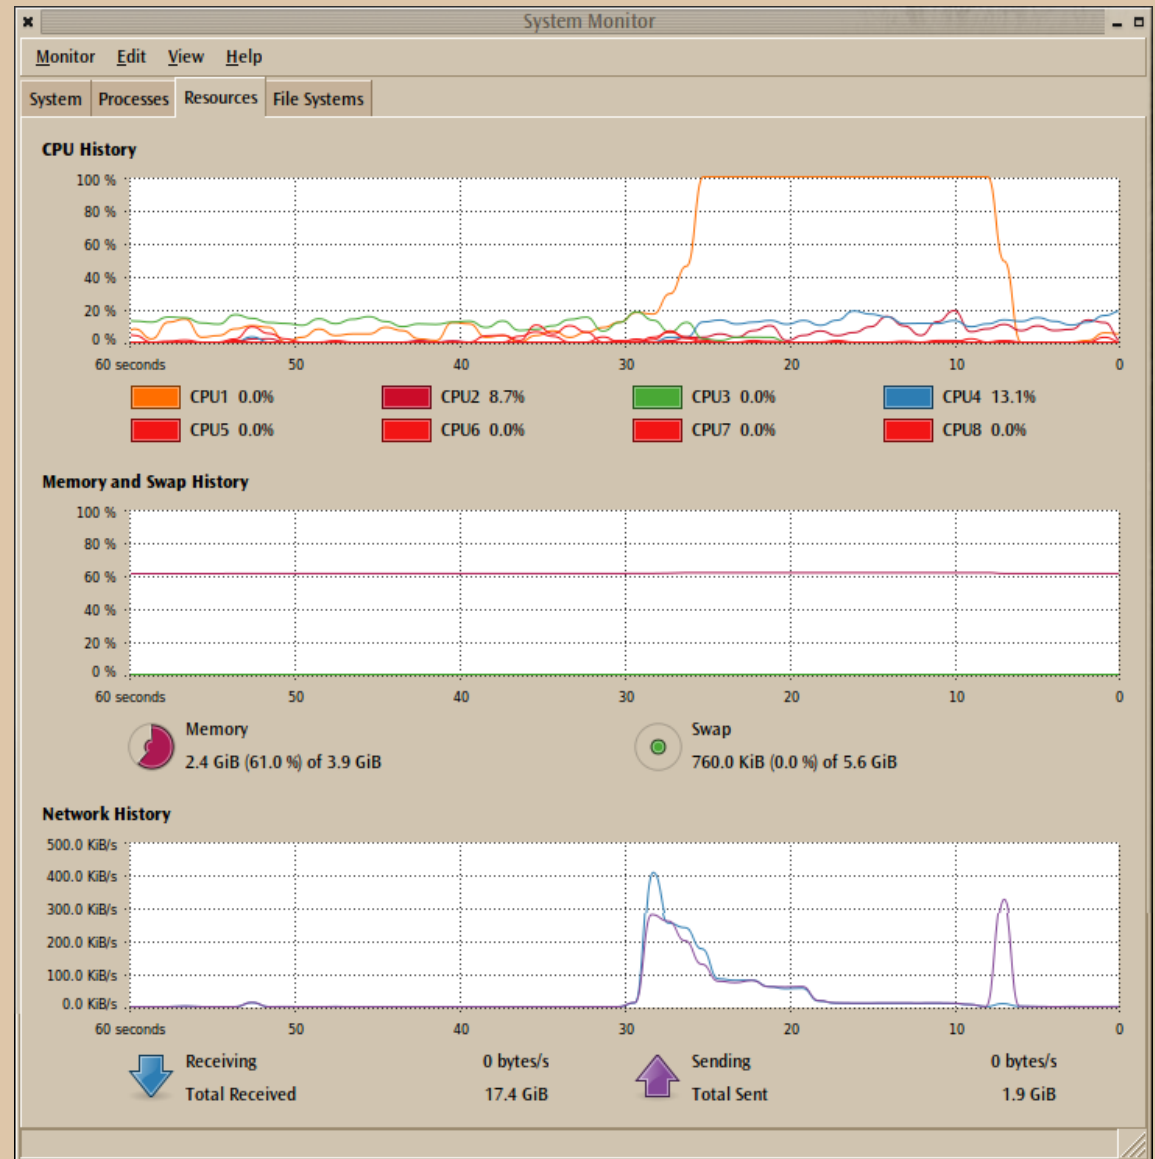 System Monitor
Monitor Edit View Help
System Processes Resources File Systems
CPU History
100 %
80 %
60 %
40 %
20 %
0 %
60 seconds 50 40 30 20 10 0
CPU1 0.0% CPU2 8.7% CPU3 0.0% CPU4 13.1%
CPU5 0.0% CPU6 0.0% CPU7 0.0% CPU8 0.0%
Memory and Swap History
100 %
80 %
60 %
40 %
20 %
0 %
60 seconds 50 40 30 20 10 0
Memory Swap
2.4 GiB (61.0 %) of 3.9 GiB 760.0 KiB (0.0 %) of 5.6 GiB
Network History
500.0 KiB/s
400.0 KiB/s
300.0 KiB/s
200.0 KiB/s
100.0 KiB/s
0.0 KiB/s
60 seconds 50 40 30 20 10 0
Receiving 0 bytes/s Sending 0 bytes/s
Total Received 17.4 GiB Total Sent 1.9 GiB